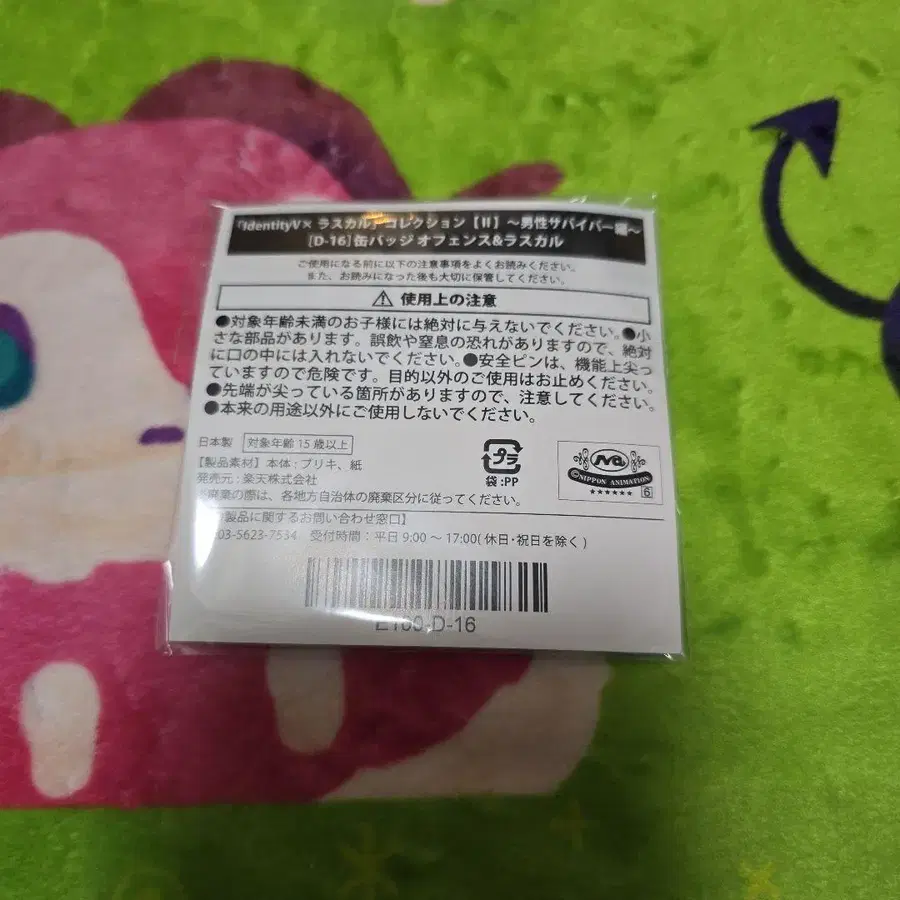 「IdentityV× ラスカル」コレクション【II】～男性サバイバー編～
[D-16]缶バッジ オフェンス&ラスカル
ご使用になる前に以下の注意事項をよくお読みください。
また、お読みになった後も大切に保管してください。
⚠ 使用上の注意
●対象年齢未満のお子様には絶対に与えないでください。●小
さな部品があります。誤飲や窒息の恐れがありますので、絶対
に口の中には入れないでください。●安全ピンは、機能上尖っ
ていますので危険です。目的以外のご使用はお止めください。
●先端が尖っている箇所がありますので、注意してください。
●本来の用途以外にご使用しないでください。
日本製 対象年齢 15 歳以上
【製品素材】本体:ブリキ、紙
発売元:楽天株式会社
※廃棄の際は、各地方自治体の廃棄区分に従ってください。
プラ
袋:PP
Na
©NIPPON ANIMATION
★★★★★★ 6
製品に関するお問い合わせ窓口】
03-5623-7534 受付時間:平日 9:00 ～ 17:00( 休日・祝日を除く )
E100-D-16